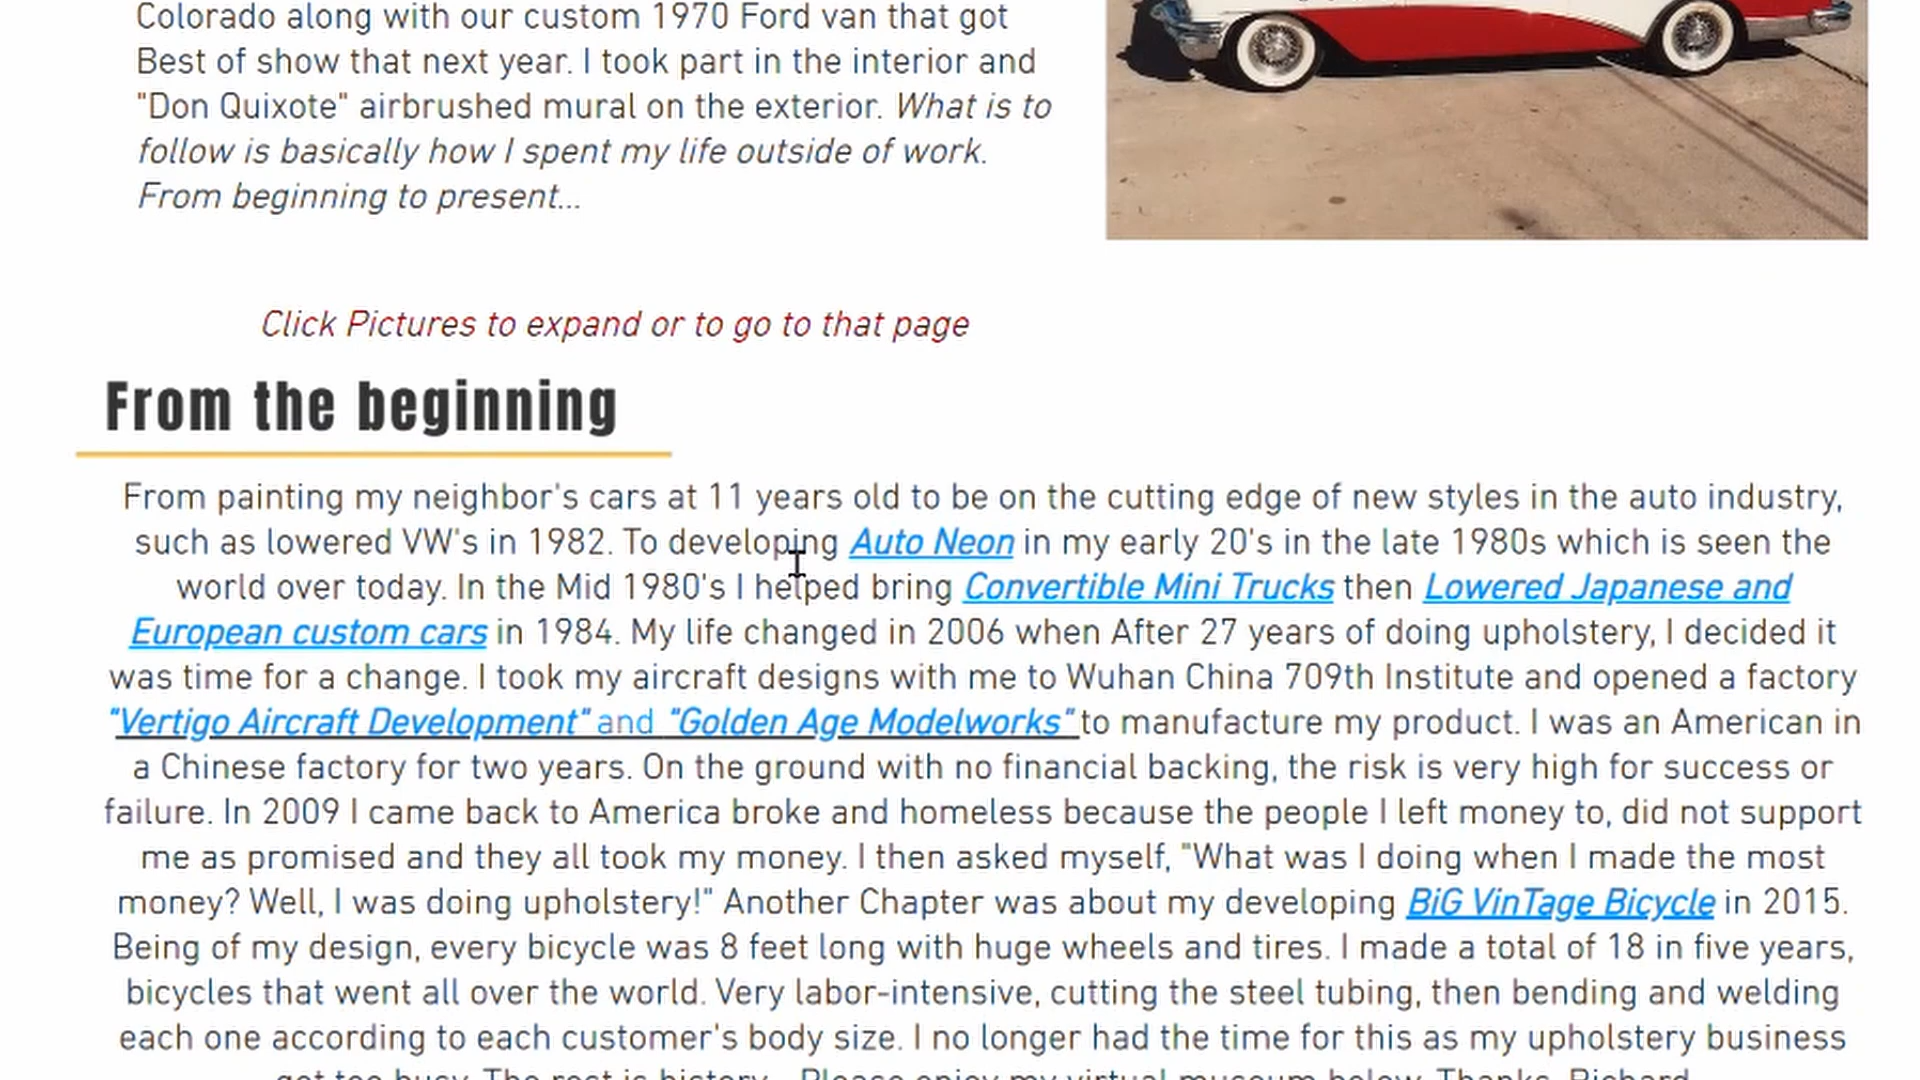 Colorado along with our custom 1970 Ford van that got
Best of show that next year. I took part in the interior and
"Don Quixote" airbrushed mural on the exterior. What is to
follow is basically how I spent my life outside of work.
From beginning to present...
Click Pictures to expand or to go to that page
From the beginning
From painting my neighbor's cars at 11 years old to be on the cutting edge of new styles in the auto industry,
such as lowered VW's in 1982. To developing Auto Neon in my early 20's in the late 1980s which is seen the
world over today. In the Mid 1980's I helped bring Convertible Mini Trucks then Lowered Japanese and
European custom cars in 1984. My life changed in 2006 when After 27 years of doing upholstery, I decided it
was time for a change. I took my aircraft designs with me to Wuhan China 709th Institute and opened a factory
"Vertigo Aircraft Development" and "Golden Age Modelworks" to manufacture my product. I was an American in
a Chinese factory for two years. On the ground with no financial backing, the risk is very high for success or
failure. In 2009 I came back to America broke and homeless because the people I left money to, did not support
me as promised and they all took my money. I then asked myself, "What was I doing when I made the most
money? Well, I was doing upholstery!" Another Chapter was about my developing BiG VinTage Bicycle in 2015.
Being of my design, every bicycle was 8 feet long with huge wheels and tires. I made a total of 18 in five years,
bicycles that went all over the world. Very labor-intensive, cutting the steel tubing, then bending and welding
each one according to each customer's body size. I no longer had the time for this as my upholstery business
got too busy. The rest is history... Please enjoy my virtual museum below. Thanks, Richard